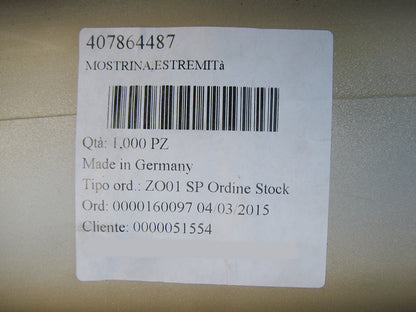 407864487
MOSTRINA,ESTREMITà
Qtà: 1,000 PZ
Made in Germany
Tipo ord.: ZO01 SP Ordine Stock
Ord: 0000160097 04/03/2015
Cliente: 0000051554